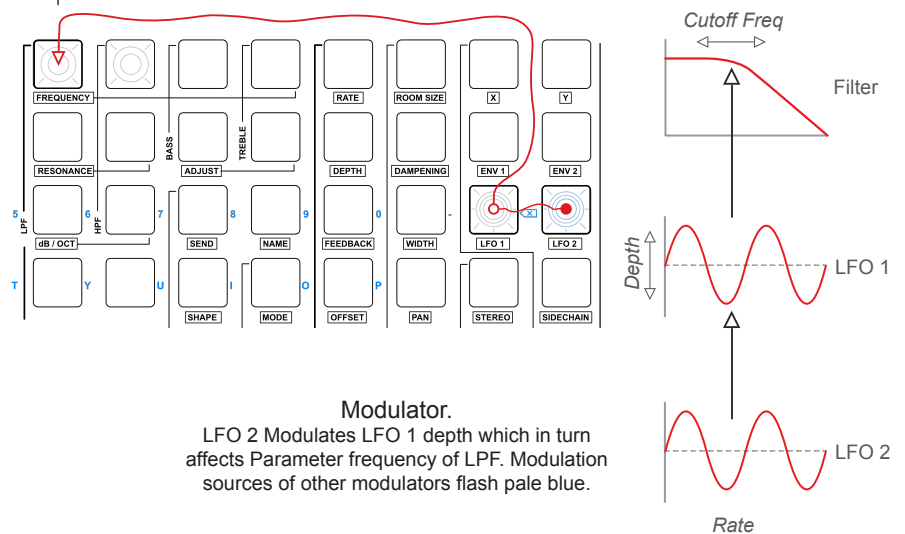 Cutoff Freq
Filter
FREQUENCY
RATE
ROOM SIZE
X
Y
BASS
TREBLE
RESONANCE
ADJUST
DEPTH
DAMPENING
ENV 1
ENV 2
LPF
HPF
5 6 7 8 9 0 - X
dB / OCT
SEND
NAME
FEEDBACK
WIDTH
LFO 1
LFO 2
Depth
LFO 1
T Y U I O P
SHAPE
MODE
OFFSET
PAN
STEREO
SIDECHAIN
Modulator.
LFO 2 Modulates LFO 1 depth which in turn
affects Parameter frequency of LPF. Modulation
sources of other modulators flash pale blue.
LFO 2
Rate